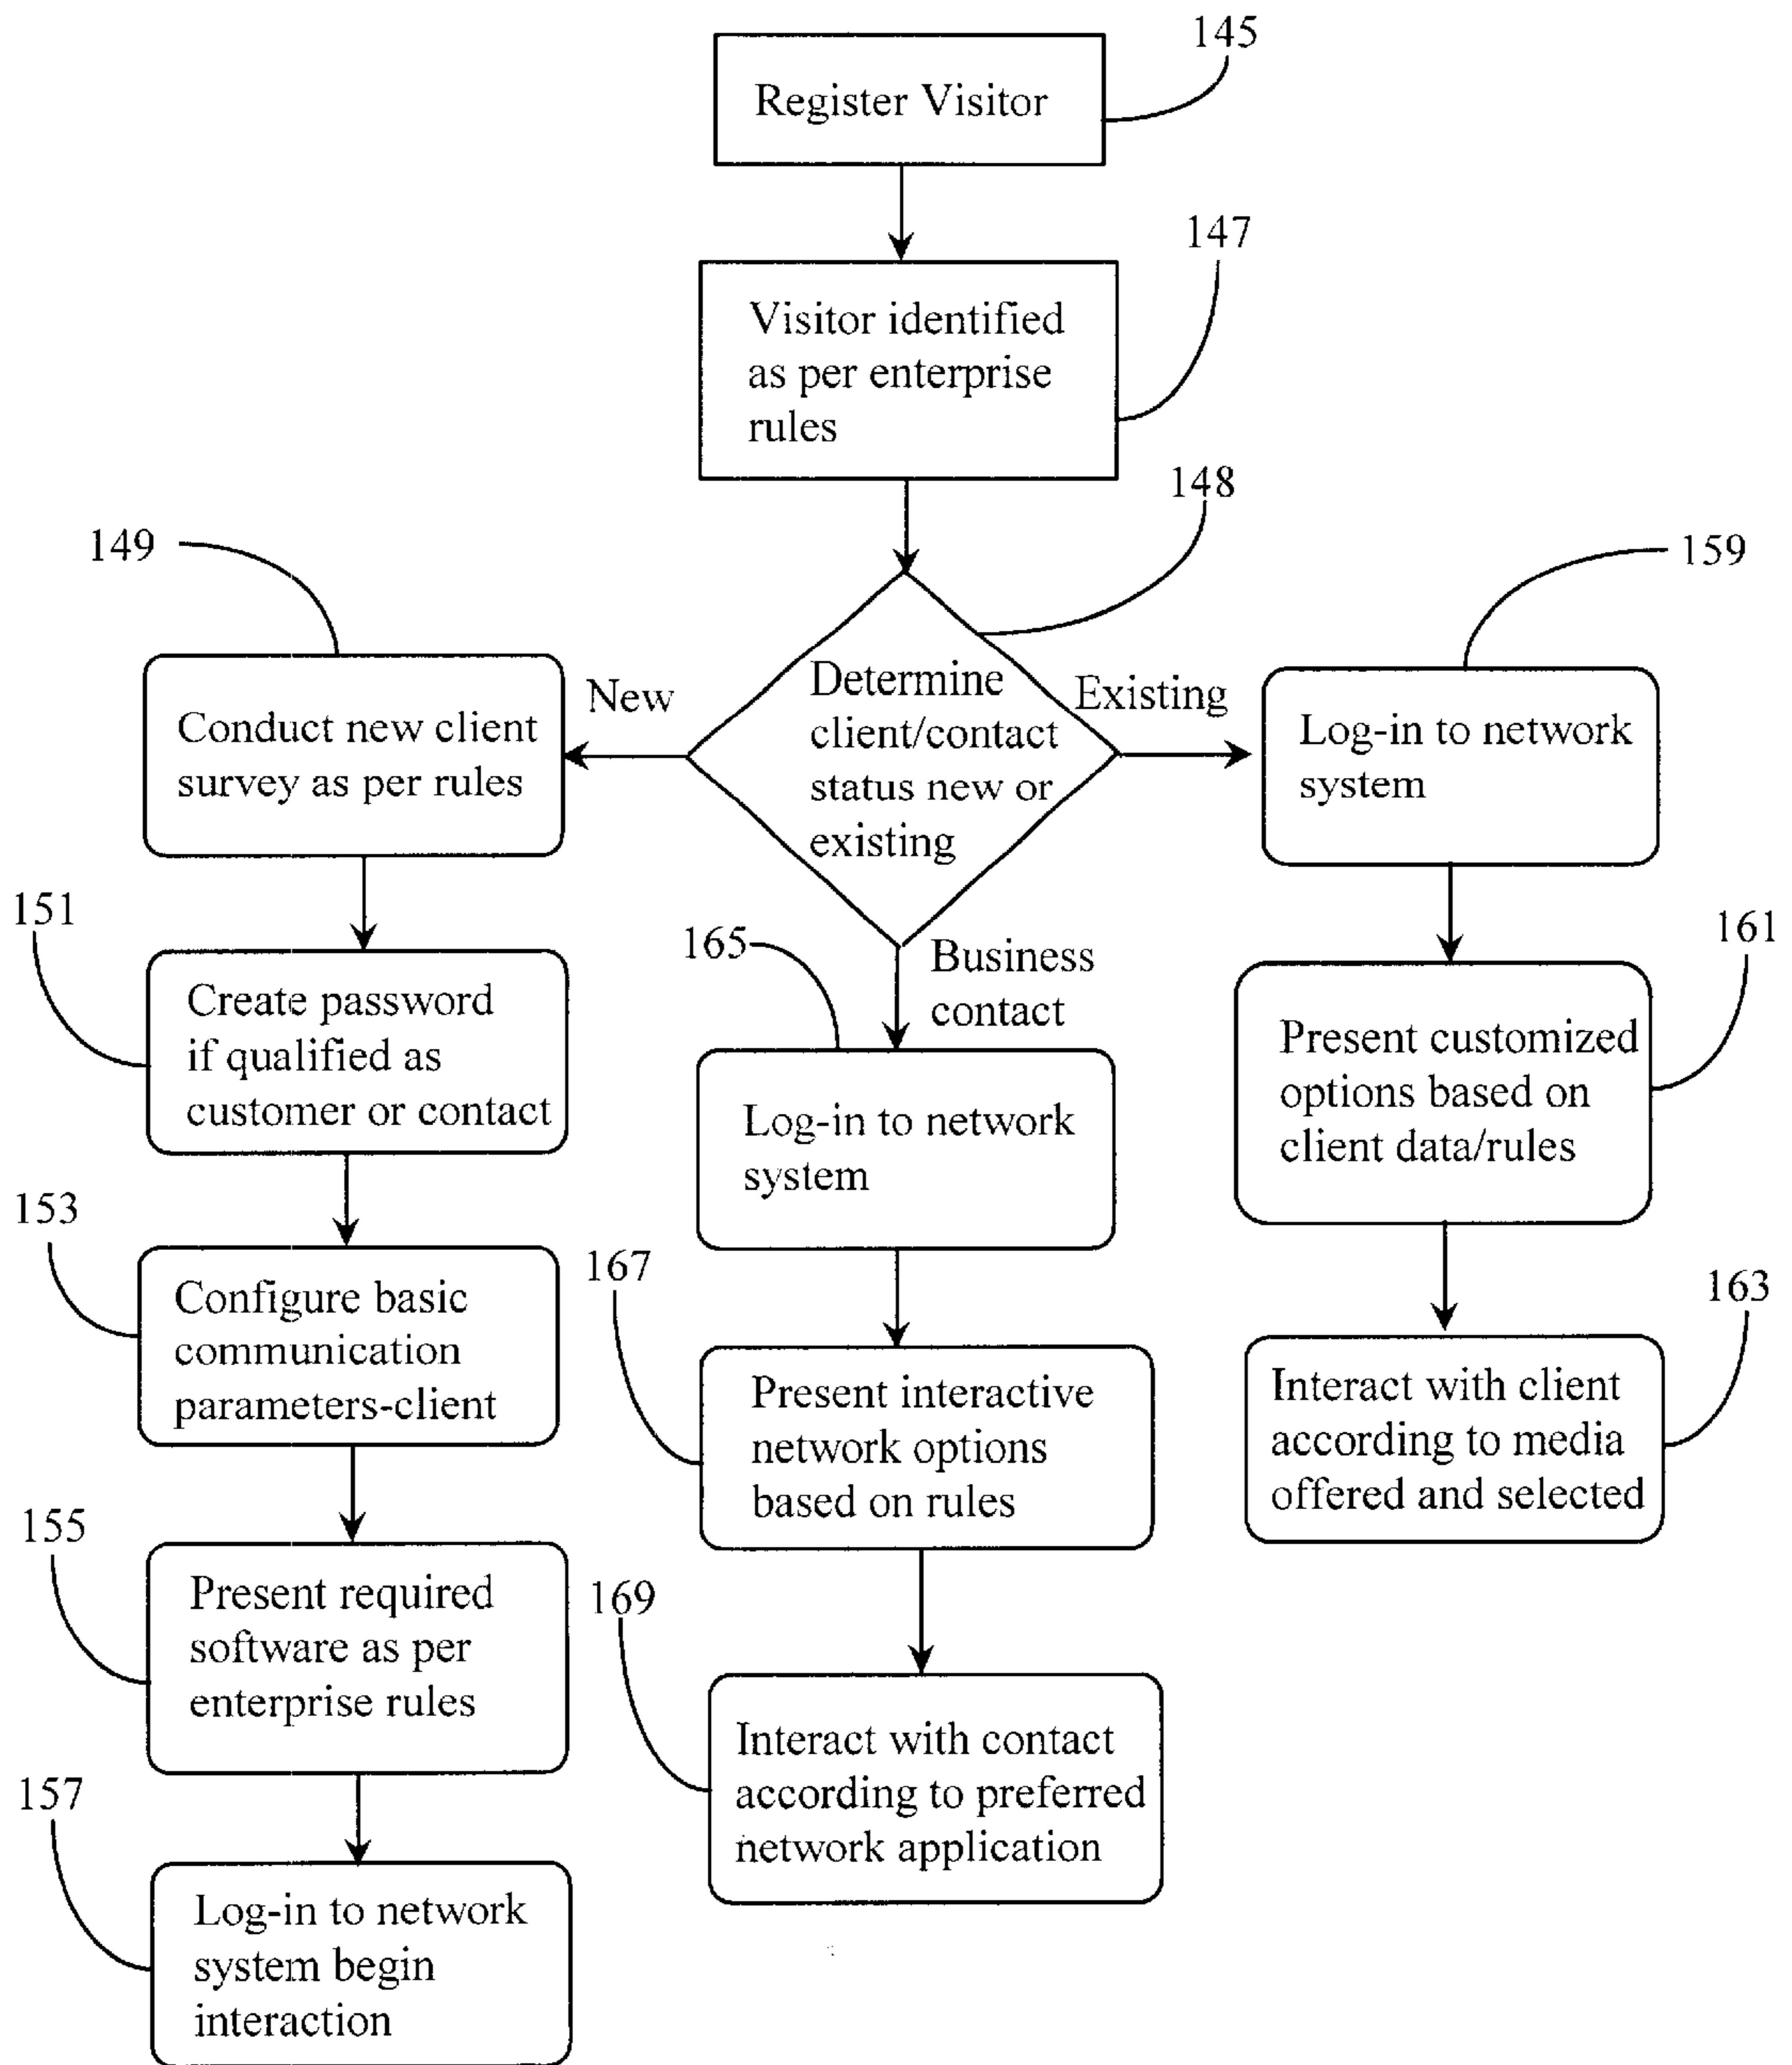 145
Register Visitor
147
Visitor identified
as per enterprise
rules
148
Determine
client/contact
status new or
existing
New
Existing
Business
contact
149
Conduct new client
survey as per rules
151
Create password
if qualified as
customer or contact
153
Configure basic
communication
parameters-client
155
Present required
software as per
enterprise rules
157
Log-in to network
system begin
interaction
165
Log-in to network
system
167
Present interactive
network options
based on rules
169
Interact with contact
according to preferred
network application
159
Log-in to network
system
161
Present customized
options based on
client data/rules
163
Interact with client
according to media
offered and selected